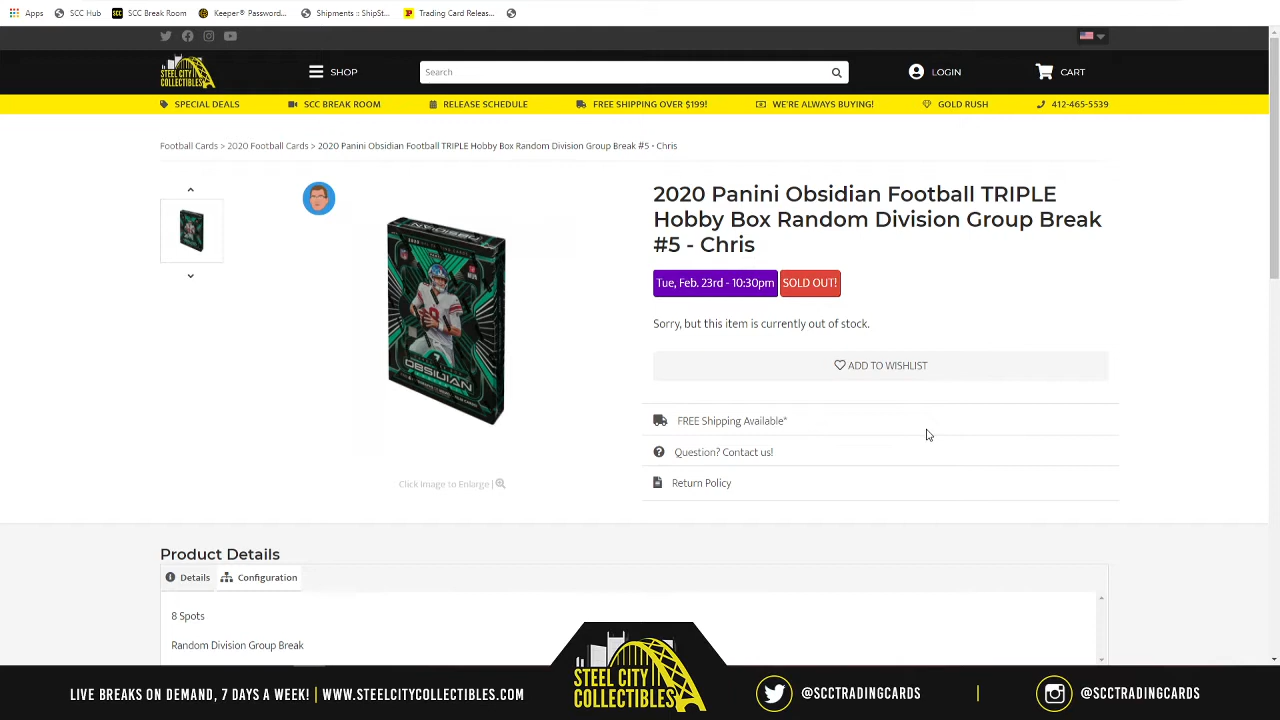 Apps SCC Hub SCC Break Room Keeper® Password... Shipments :: ShipSt... Trading Card Releas...
STEEL CITY
COLLECTIBLES
SHOP
Search
LOGIN
CART
SPECIAL DEALS SCC BREAK ROOM RELEASE SCHEDULE FREE SHIPPING OVER $199! WE'RE ALWAYS BUYING! GOLD RUSH 412-465-5539
Football Cards > 2020 Football Cards > 2020 Panini Obsidian Football TRIPLE Hobby Box Random Division Group Break #5 - Chris
2020 Panini Obsidian Football TRIPLE
Hobby Box Random Division Group Break
#5 - Chris
Tue, Feb. 23rd - 10:30pm SOLD OUT!
Sorry, but this item is currently out of stock.
ADD TO WISHLIST
FREE Shipping Available*
Question? Contact us!
Return Policy
OBSIDIAN
OBSIDIAN
Click Image to Enlarge |
Product Details
Details Configuration
8 Spots
Random Division Group Break
LIVE BREAKS ON DEMAND, 7 DAYS A WEEK! | WWW.STEELCITYCOLLECTIBLES.COM
STEEL CITY
COLLECTIBLES
@SCCTRADINGCARDS | @SCCTRADINGCARDS